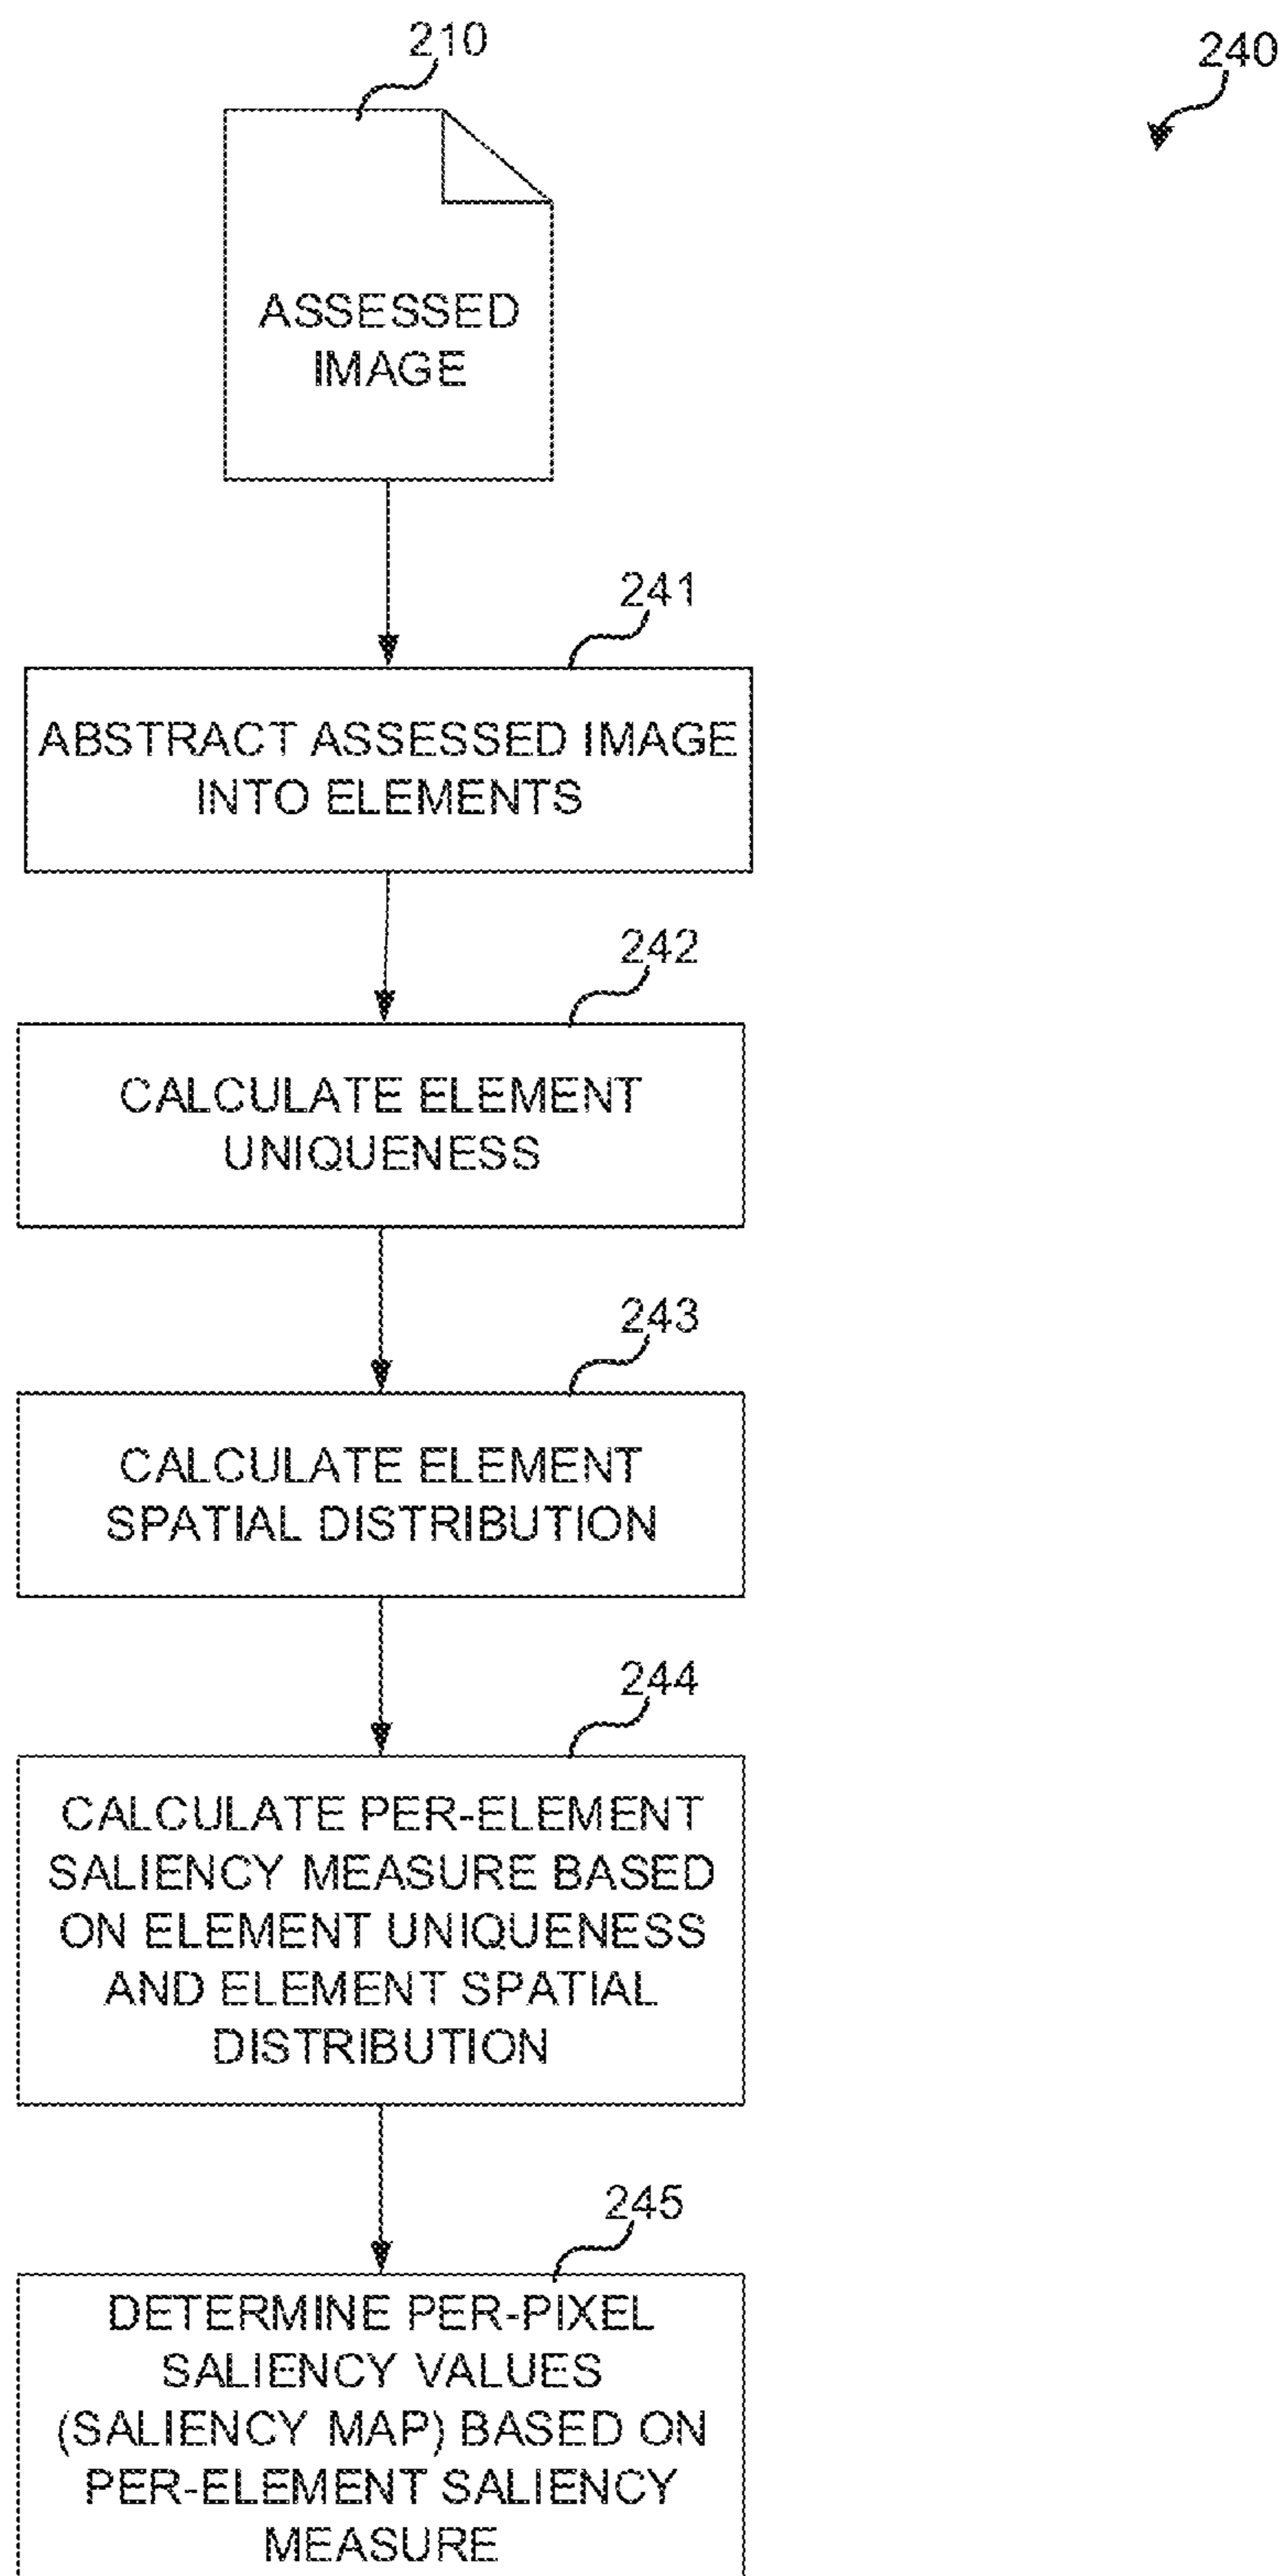 210
240
ASSESSED
IMAGE
241
ABSTRACT ASSESSED IMAGE
INTO ELEMENTS
242
CALCULATE ELEMENT
UNIQUENESS
243
CALCULATE ELEMENT
SPATIAL DISTRIBUTION
244
CALCULATE PER-ELEMENT
SALIENCY MEASURE BASED
ON ELEMENT UNIQUENESS
AND ELEMENT SPATIAL
DISTRIBUTION
245
DETERMINE PER-PIXEL
SALIENCY VALUES
(SALIENCY MAP) BASED ON
PER-ELEMENT SALIENCY
MEASURE